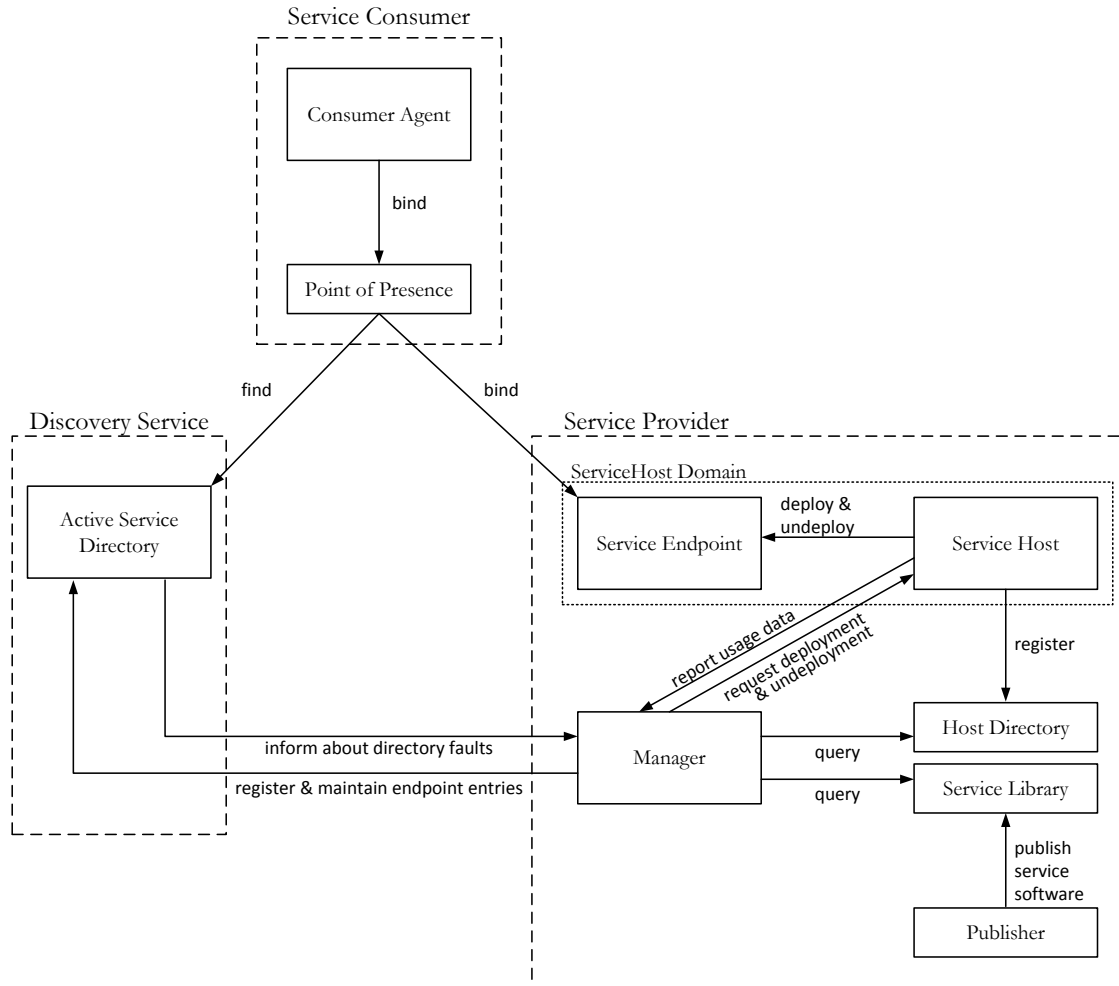 Service Consumer
Consumer Agent
bind
Point of Presence
find
bind
Discovery Service
Service Provider
ServiceHost Domain
Active Service
Directory
Service Endpoint
deploy &
undeploy
Service Host
report usage data
request deployment
& undeployment
register
inform about directory faults
register & maintain endpoint entries
Manager
query
query
Host Directory
Service Library
publish
service
software
Publisher